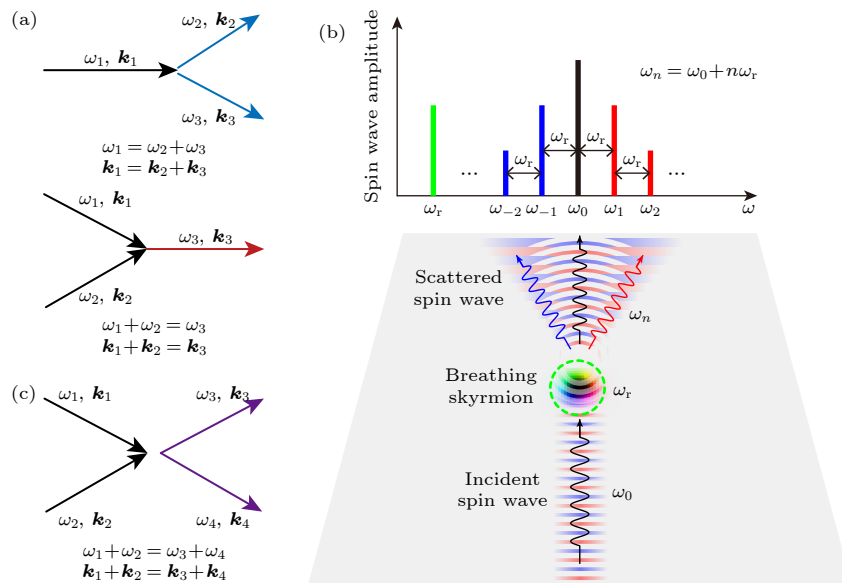 (a)
ω₂, k₂
ω₁, k₁
ω₃, k₃
ω₁=ω₂+ω₃
k₁=k₂+k₃
ω₁, k₁
ω₃, k₃
ω₂, k₂
ω₁+ω₂=ω₃
k₁+k₂=k₃
(c)
ω₁, k₁
ω₃, k₃
ω₂, k₂
ω₄, k₄
ω₁+ω₂=ω₃+ω₄
k₁+k₂=k₃+k₄
(b)
Spin wave amplitude
ωₙ=ω₀+nωᵣ
ωᵣ ωᵣ
ωᵣ ωᵣ
... ...
ωᵣ ω₋₂ ω₋₁ ω₀ ω₁ ω₂ ω
Scattered
spin wave
ωₙ
Breathing
skyrmion
ωᵣ
Incident
spin wave
ω₀